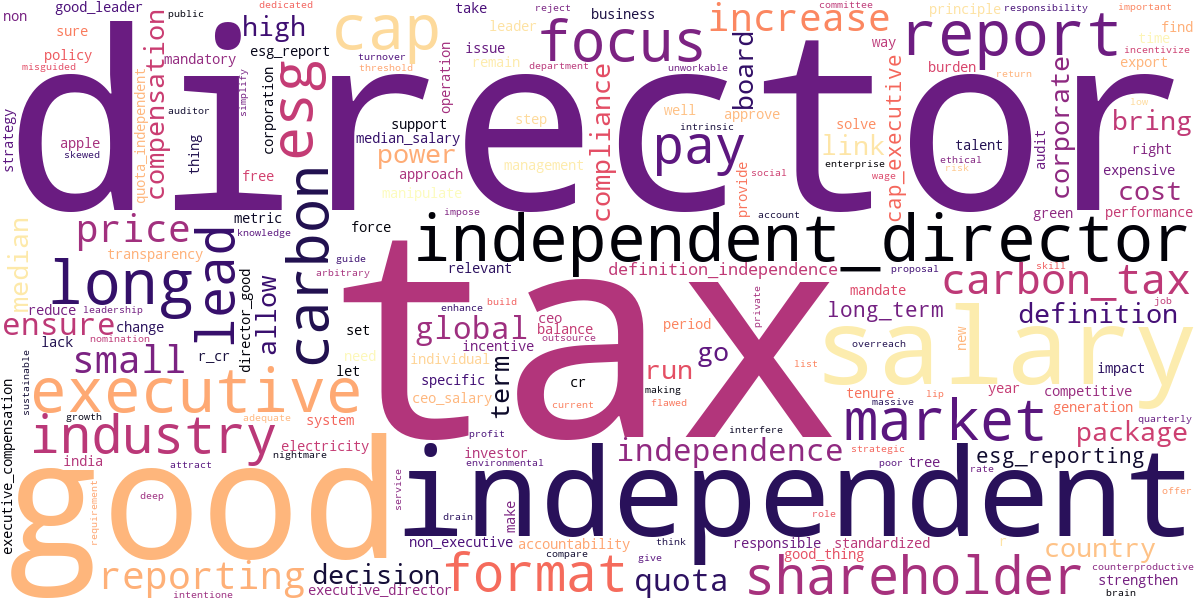 non good_leader public dedicated take business reject committee principle responsibility important
sure high cap issue leader focus increase way report find
policy compensation mandatory esg_report operation remain department turnover threshold unworkable board cap_executive burden time incentivize export
misguided director
strategy apple skewed quota_independent auditor thing simplify corporation esg support median_salary power approach manipulate
free step management well intrinsic approve pay compliance provide social solve link enterprise wage talent ethical risk audit corporate green return low bring right expensive cost performance
price metric knowledge carbon force impose account independent_director
median transparency long lead allow director_good guide arbitrary relevant definition_independence proposal skill carbon_tax
reduce leadership change ensure lack nomination r_cr set global enhance build ceo balance outsource incentive period private mandate long_term definition job
small let need individual term go tax salary overreach new impact
sustainable executive specific ceo_salary cr current run making flawed list massive tenure lip year competitive generation
executive_compensation growth adequate system industry electricity nightmare profit investor environmental independence interfere strategic market quarterly package
india attract good deep requirement service drain independent poor tree rate esg_reporting offer
role make non_executive accountability compare think give responsible good_thing standardized r country
reporting decision executive_director intentione format quota shareholder strengthen counterproductive brain